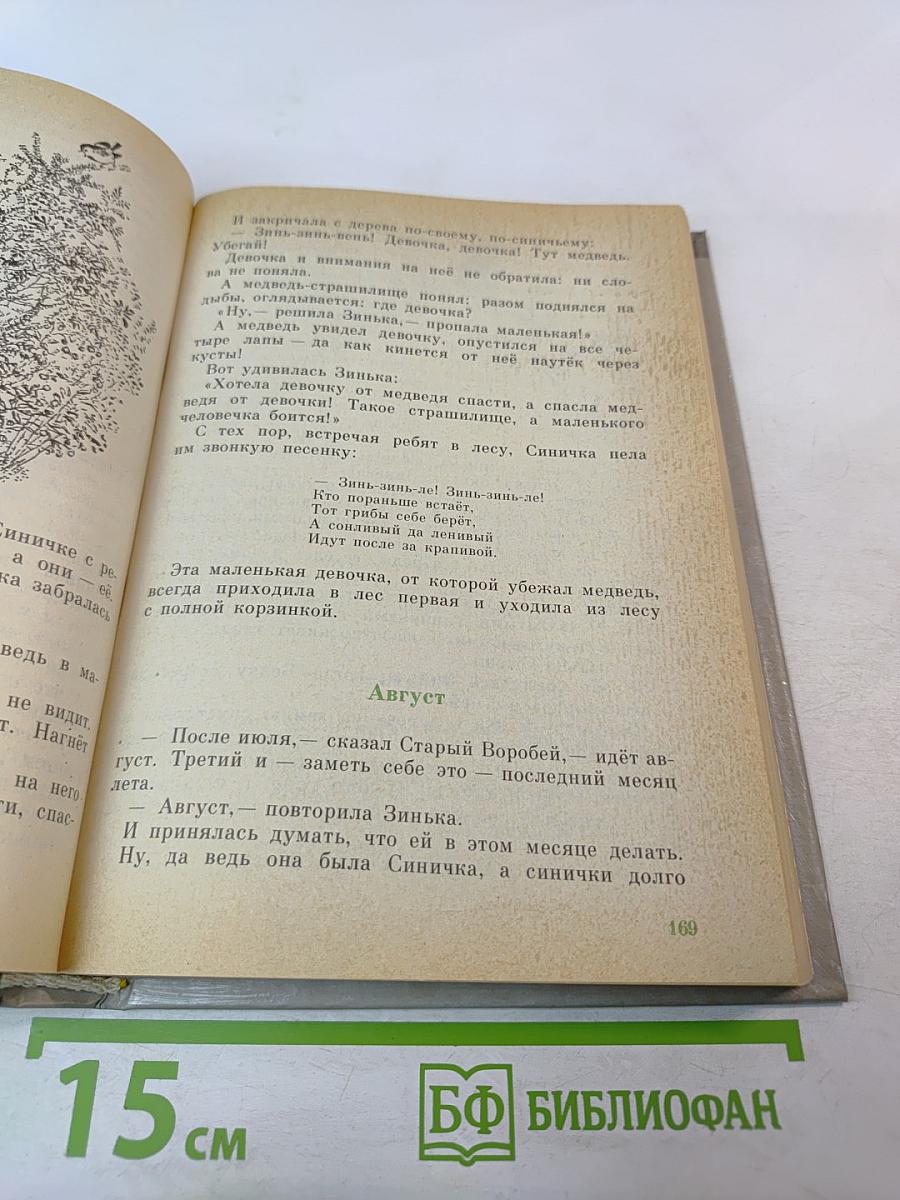 Синичке с ре-
а они — её.
ка забралась
ведь в ма-
не видит.
т. Нагнёт
на него
ти, спас-
И закричала с дерева по-своему, по-синичьему:
— Зинь-зинь-вень! Девочка, девочка! Тут медведь.
Убегай!
Девочка и внимания на неё не обратила: ни сло-
ва не поняла.
А медведь-страшилище понял: разом поднялся на
дыбы, оглядывается: где девочка?
«Ну,— решила Зинька,— пропала маленькая!»
А медведь увидел девочку, опустился на все че-
тыре лапы — да как кинется от неё наутёк через
кусты!
Вот удивилась Зинька:
«Хотела девочку от медведя спасти, а спасла мед-
ведя от девочки! Такое страшилище, а маленького
человечка боится!»
С тех пор, встречая ребят в лесу, Синичка пела
им звонкую песенку:
— Зинь-зинь-ле! Зинь-зинь-ле!
Кто пораньше встаёт,
Тот грибы себе берёт,
А сонливый да ленивый
Идут после за крапивой.
Эта маленькая девочка, от которой убежал медведь,
всегда приходила в лес первая и уходила из лесу
с полной корзинкой.
Август
— После июля,— сказал Старый Воробей,— идёт ав-
густ. Третий и — заметь себе это — последний месяц
лета.
— Август,— повторила Зинька.
И принялась думать, что ей в этом месяце делать.
Ну, да ведь она была Синичка, а синички долго
169
15 см
БФ БИБЛИОФАН